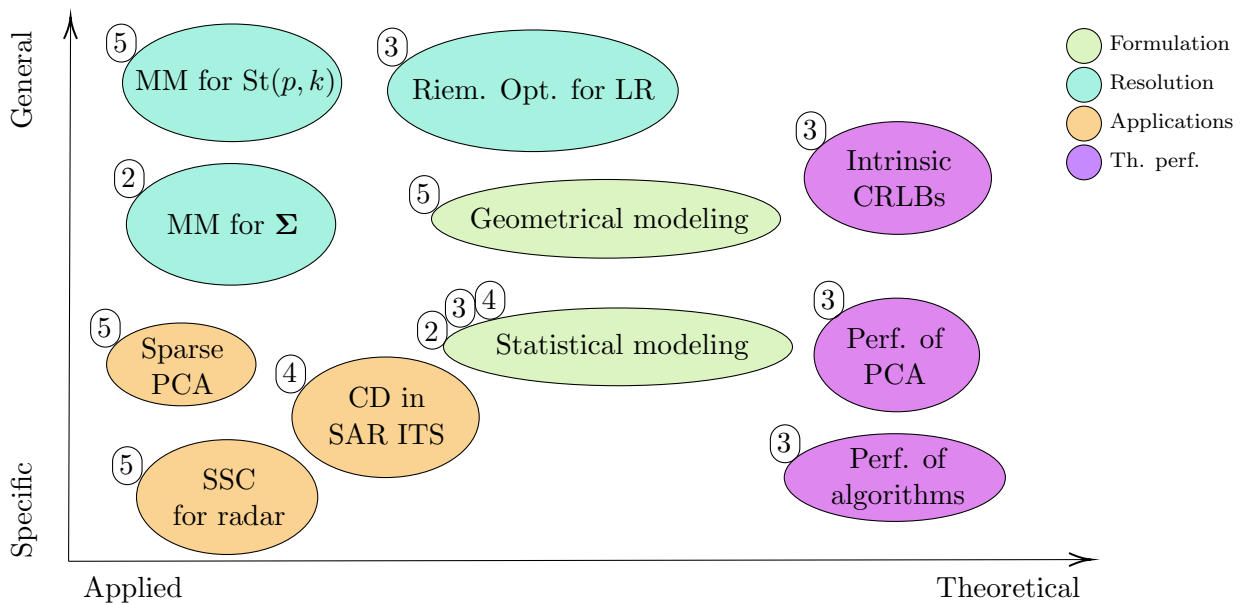 General
Specific
Applied
Theoretical
5
MM for St(p, k)
3
Riem. Opt. for LR
3
Intrinsic
CRLBs
2
MM for Σ
5
Geometrical modeling
2
3
4
Statistical modeling
3
Perf. of
PCA
5
Sparse
PCA
4
CD in
SAR ITS
5
SSC
for radar
3
Perf. of
algorithms
Formulation
Resolution
Applications
Th. perf.